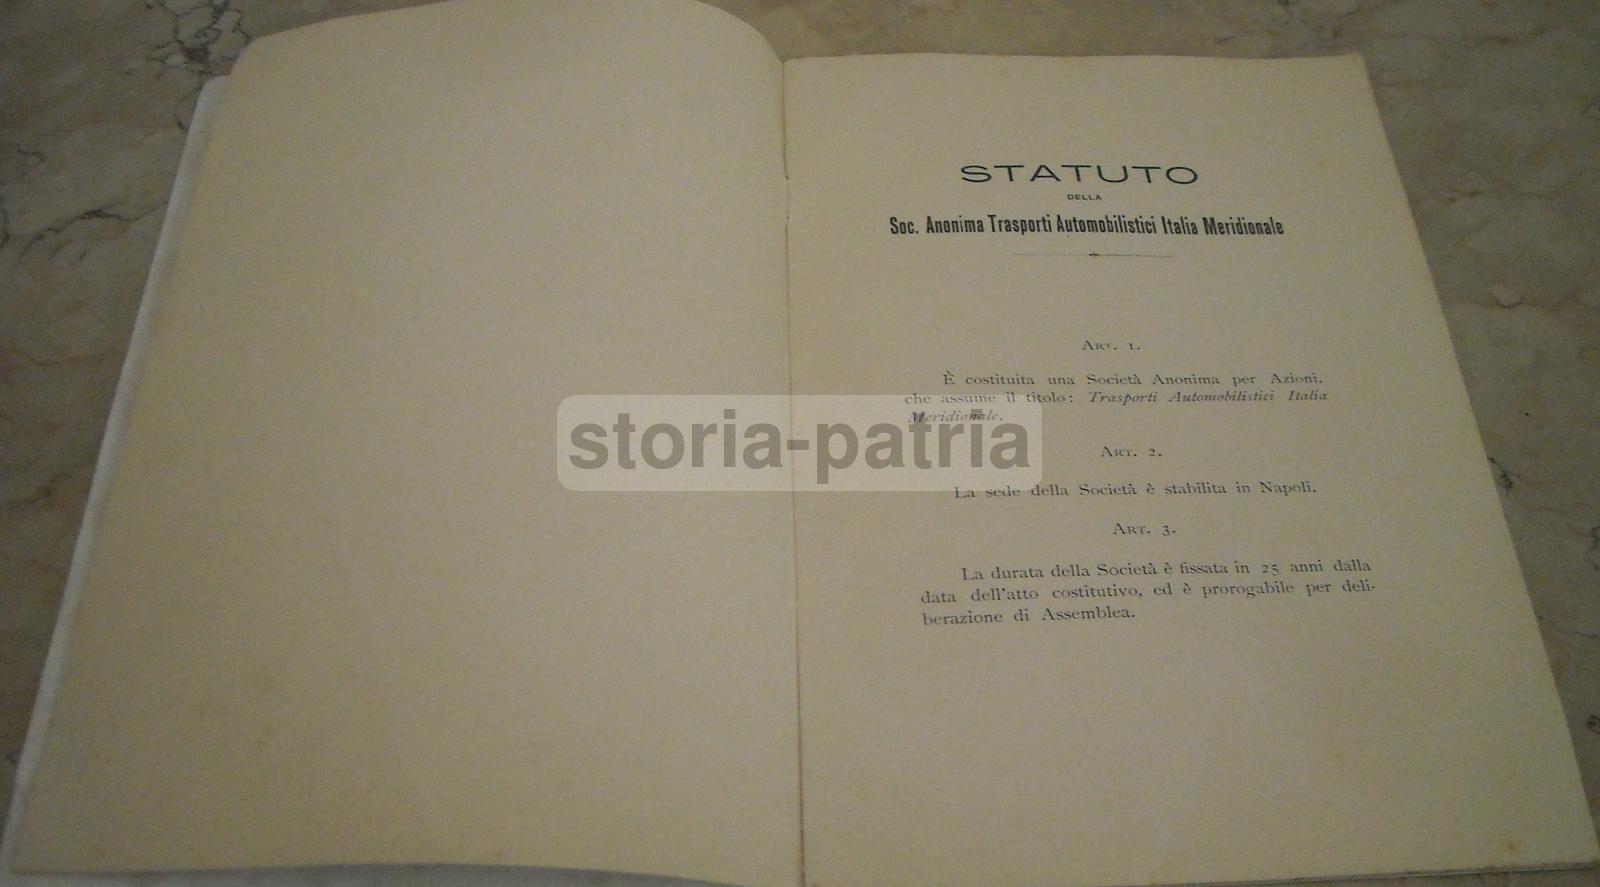 STATUTO
DELLA
Soc. Anonima Trasporti Automobilistici Italia Meridionale
Art. 1.
È costituita una Società Anonima per Azioni,
che assume il titolo: Trasporti Automobilistici Italia
Meridionale.
storia-patria
Art. 2.
La sede della Società è stabilita in Napoli.
Art. 3.
La durata della Società è fissata in 25 anni dalla
data dell'atto costitutivo, ed è prorogabile per deli-
berazione di Assemblea.